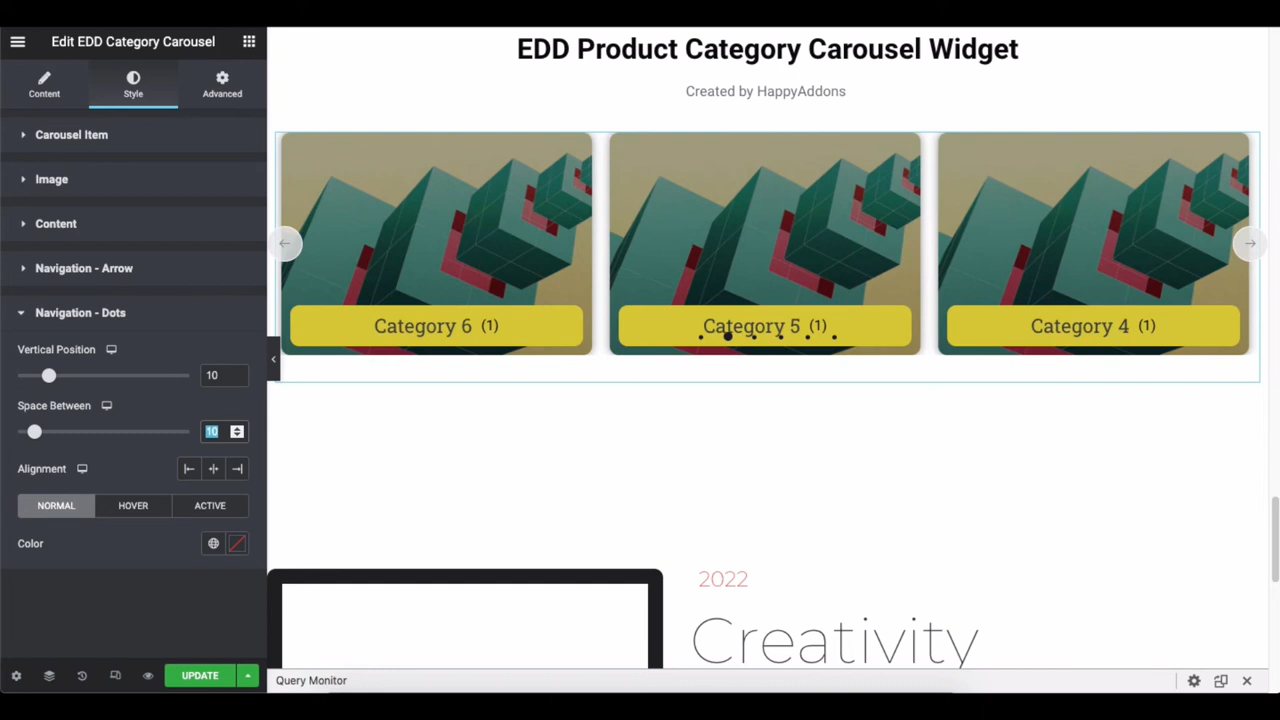 Edit EDD Category Carousel
Content
Style
Advanced
Carousel Item
Image
Content
Navigation - Arrow
Navigation - Dots
Vertical Position
10
Space Between
10
Alignment
NORMAL
HOVER
ACTIVE
Color
UPDATE
EDD Product Category Carousel Widget
Created by HappyAddons
Category 6 (1)
Category 5 (1)
Category 4 (1)
2022
Creativity
Query Monitor